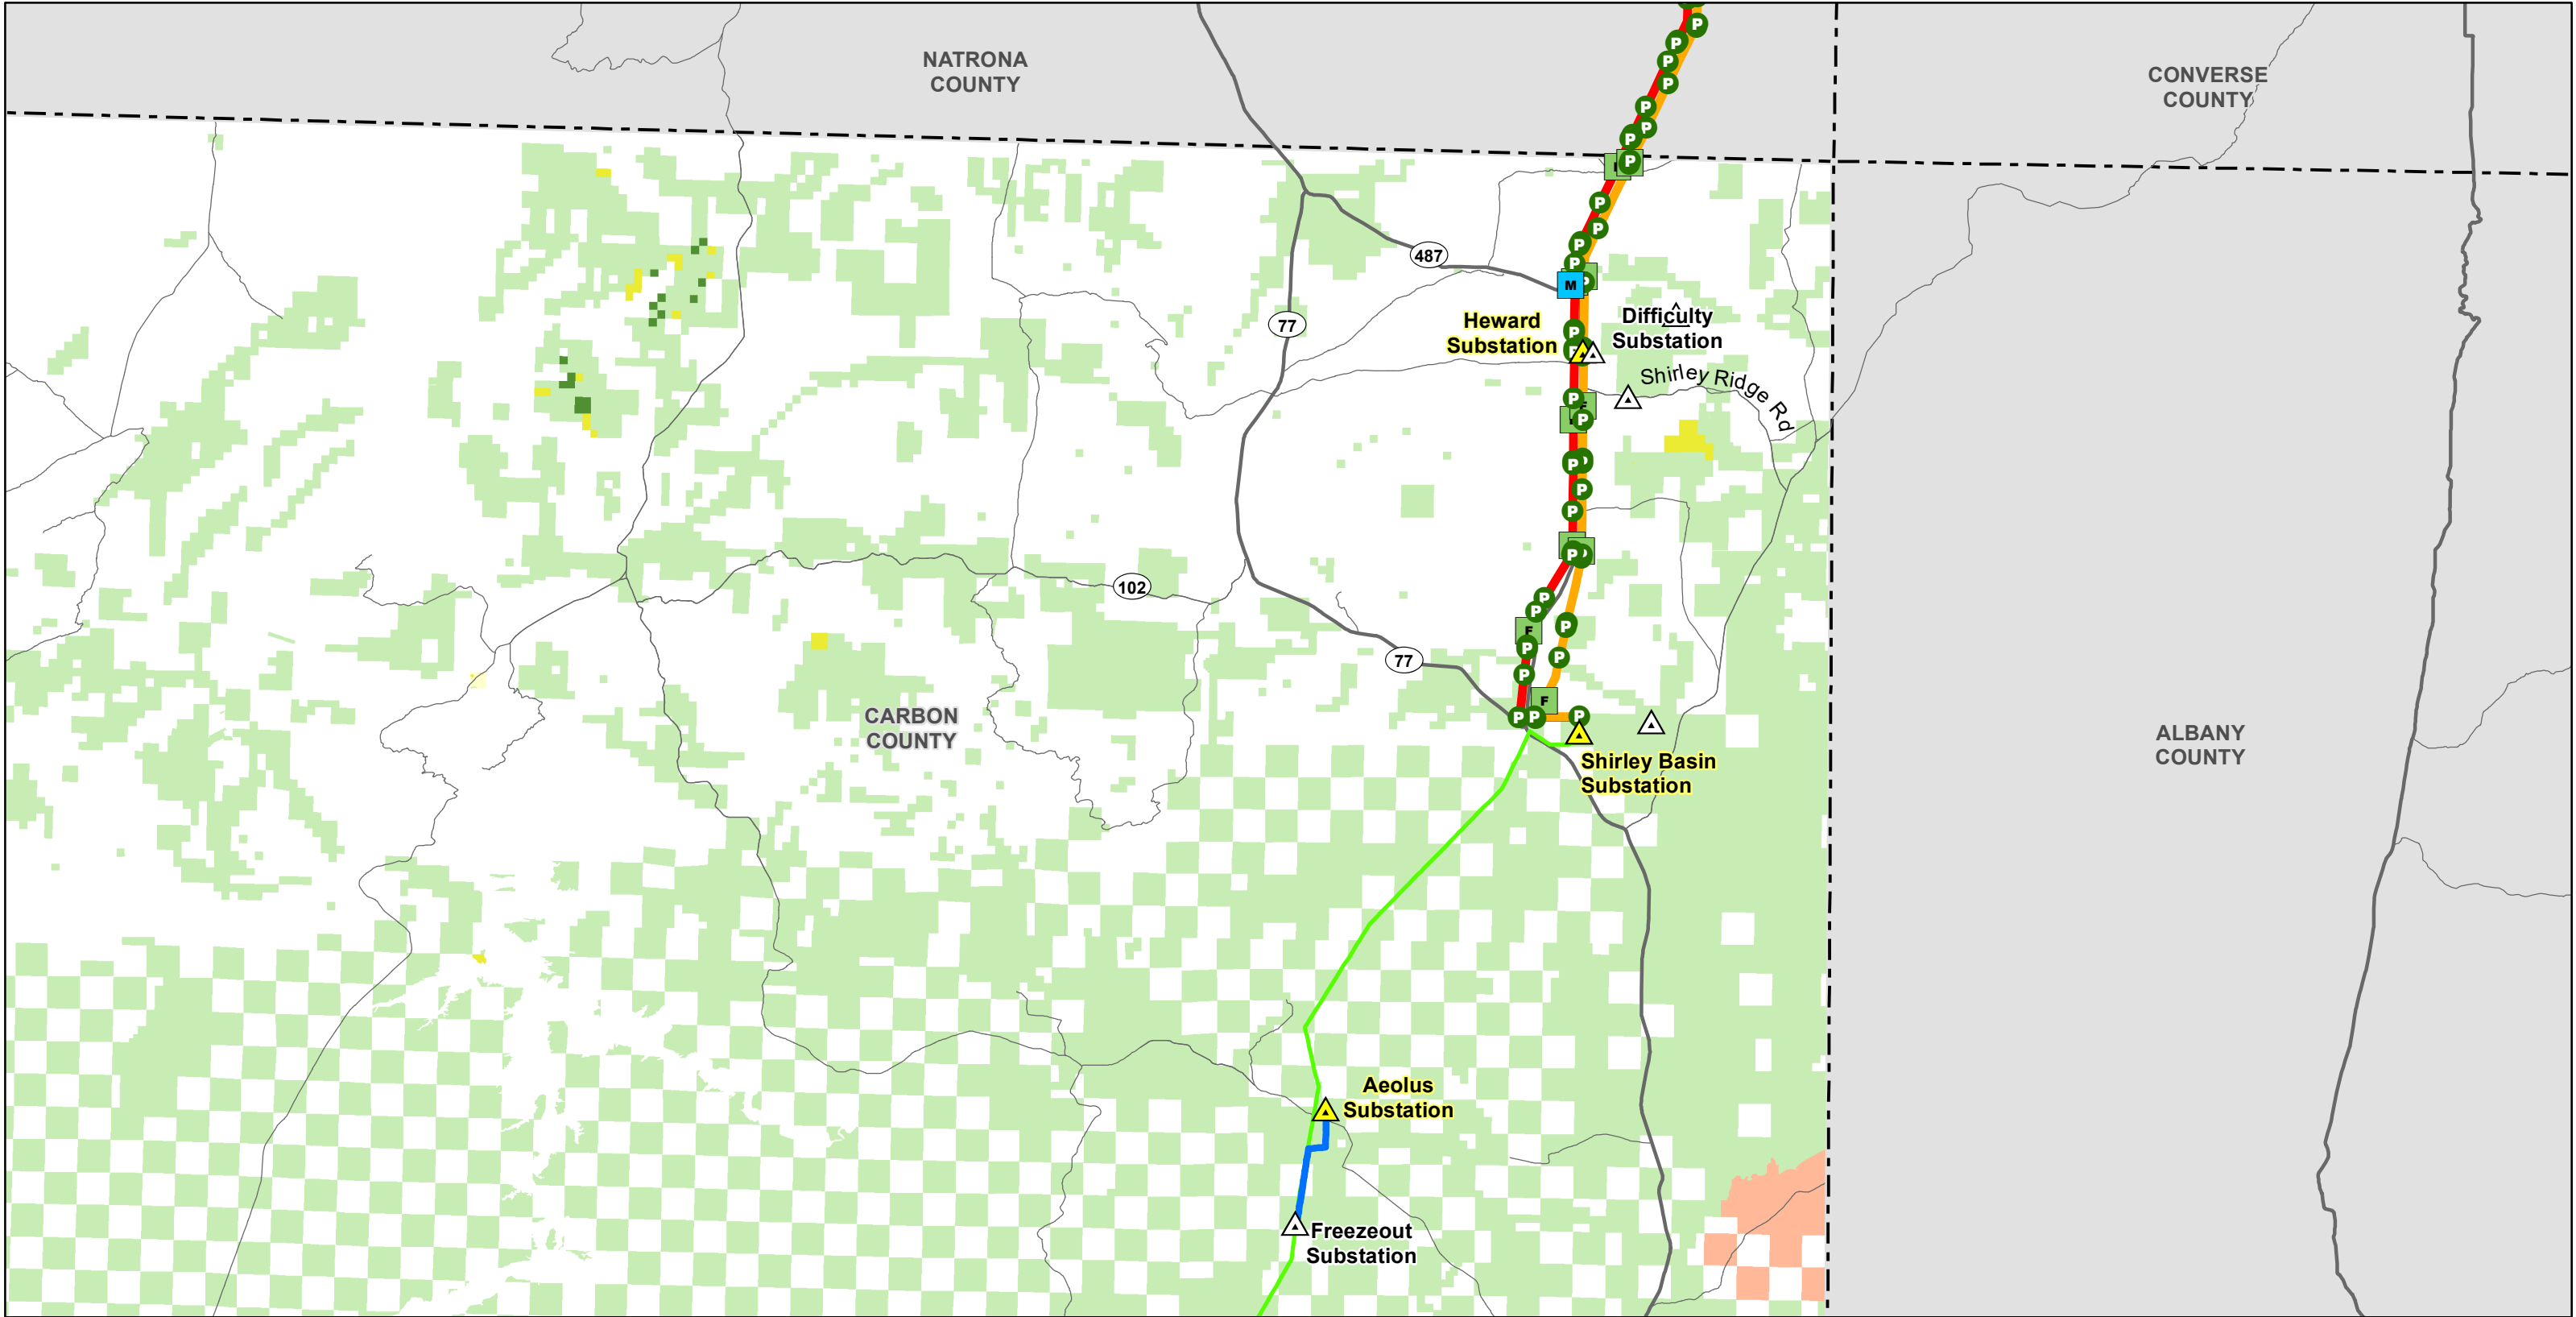 NATRONA
COUNTY
CONVERSE
COUNTY
P
P
P
P
P
P
P
P
P
P
P
P
P
487
M
P
77
Heward
Substation
Difficulty
Substation
P
Shirley Ridge Rd
P
P
P
P
P
P
102
P
P
F
P
P
P
77
P
CARBON
COUNTY
F
P
P
P
ALBANY
COUNTY
Shirley Basin
Substation
Aeolus
Substation
Freezeout
Substation